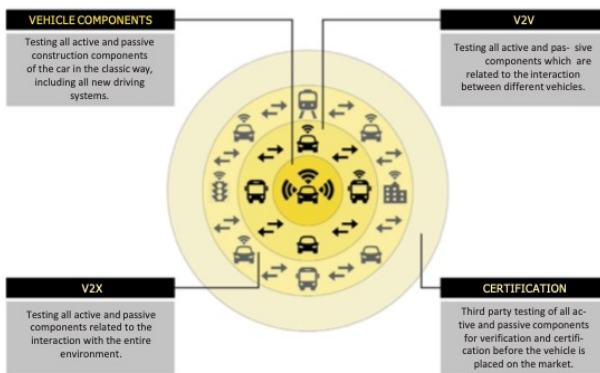 VEHICLE COMPONENTS
Testing all active and passive
construction components
of the car in the classic way,
including all new driving
systems.
V2V
Testing all active and pas- sive
components which are
related to the interaction
between different vehicles.
V2X
Testing all active and passive
components related to the
interaction with the entire
environment.
CERTIFICATION
Third party testing of all ac-
tive and passive components
for verification and certifi-
cation before the vehicle is
placed on the market.